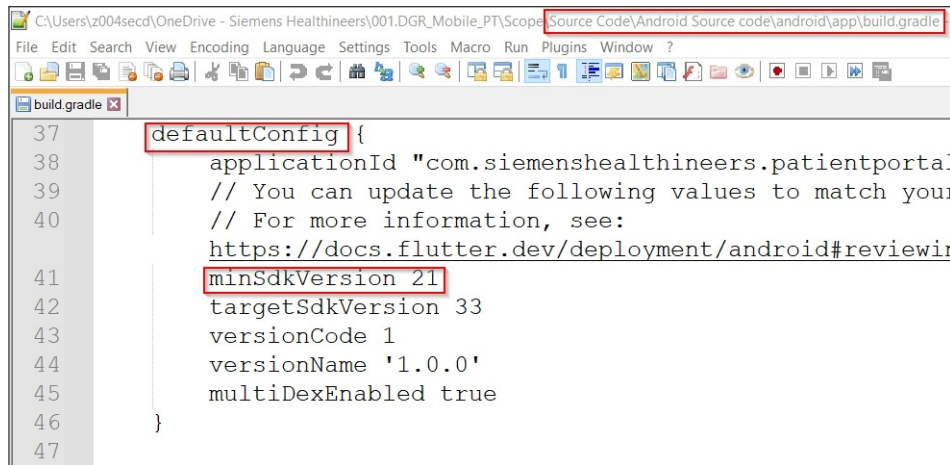 C:\Users\z004secd\OneDrive - Siemens Healthineers\001.DGR_Mobile_PT\Scope\Source Code\Android Source code\android\app\build.gradle -
File Edit Search View Encoding Language Settings Tools Macro Run Plugins Window ?
build.gradle
37 defaultConfig {
38 applicationId "com.siemenshealthineers.patientportal
39 // You can update the following values to match your
40 // For more information, see:
https://docs.flutter.dev/deployment/android#reviewin
41 minSdkVersion 21
42 targetSdkVersion 33
43 versionCode 1
44 versionName '1.0.0'
45 multiDexEnabled true
46 }
47